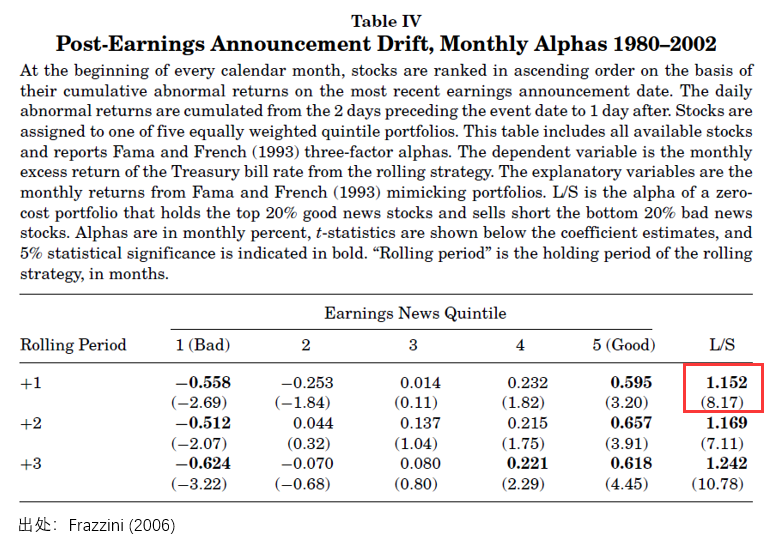 Table IV
Post-Earnings Announcement Drift, Monthly Alphas 1980–2002
At the beginning of every calendar month, stocks are ranked in ascending order on the basis of
their cumulative abnormal returns on the most recent earnings announcement date. The daily
abnormal returns are cumulated from the 2 days preceding the event date to 1 day after. Stocks are
assigned to one of five equally weighted quintile portfolios. This table includes all available stocks
and reports Fama and French (1993) three-factor alphas. The dependent variable is the monthly
excess return of the Treasury bill rate from the rolling strategy. The explanatory variables are the
monthly returns from Fama and French (1993) mimicking portfolios. L/S is the alpha of a zero-
cost portfolio that holds the top 20% good news stocks and sells short the bottom 20% bad news
stocks. Alphas are in monthly percent, t-statistics are shown below the coefficient estimates, and
5% statistical significance is indicated in bold. “Rolling period” is the holding period of the rolling
strategy, in months.
Earnings News Quintile
Rolling Period 1 (Bad) 2 3 4 5 (Good) L/S
+1 −0.558 −0.253 0.014 0.232 0.595 1.152
(−2.69) (−1.84) (0.11) (1.82) (3.20) (8.17)
+2 −0.512 0.044 0.137 0.215 0.657 1.169
(−2.07) (0.32) (1.04) (1.75) (3.91) (7.11)
+3 −0.624 −0.070 0.080 0.221 0.618 1.242
(−3.22) (−0.68) (0.80) (2.29) (4.45) (10.78)
出处：Frazzini (2006)